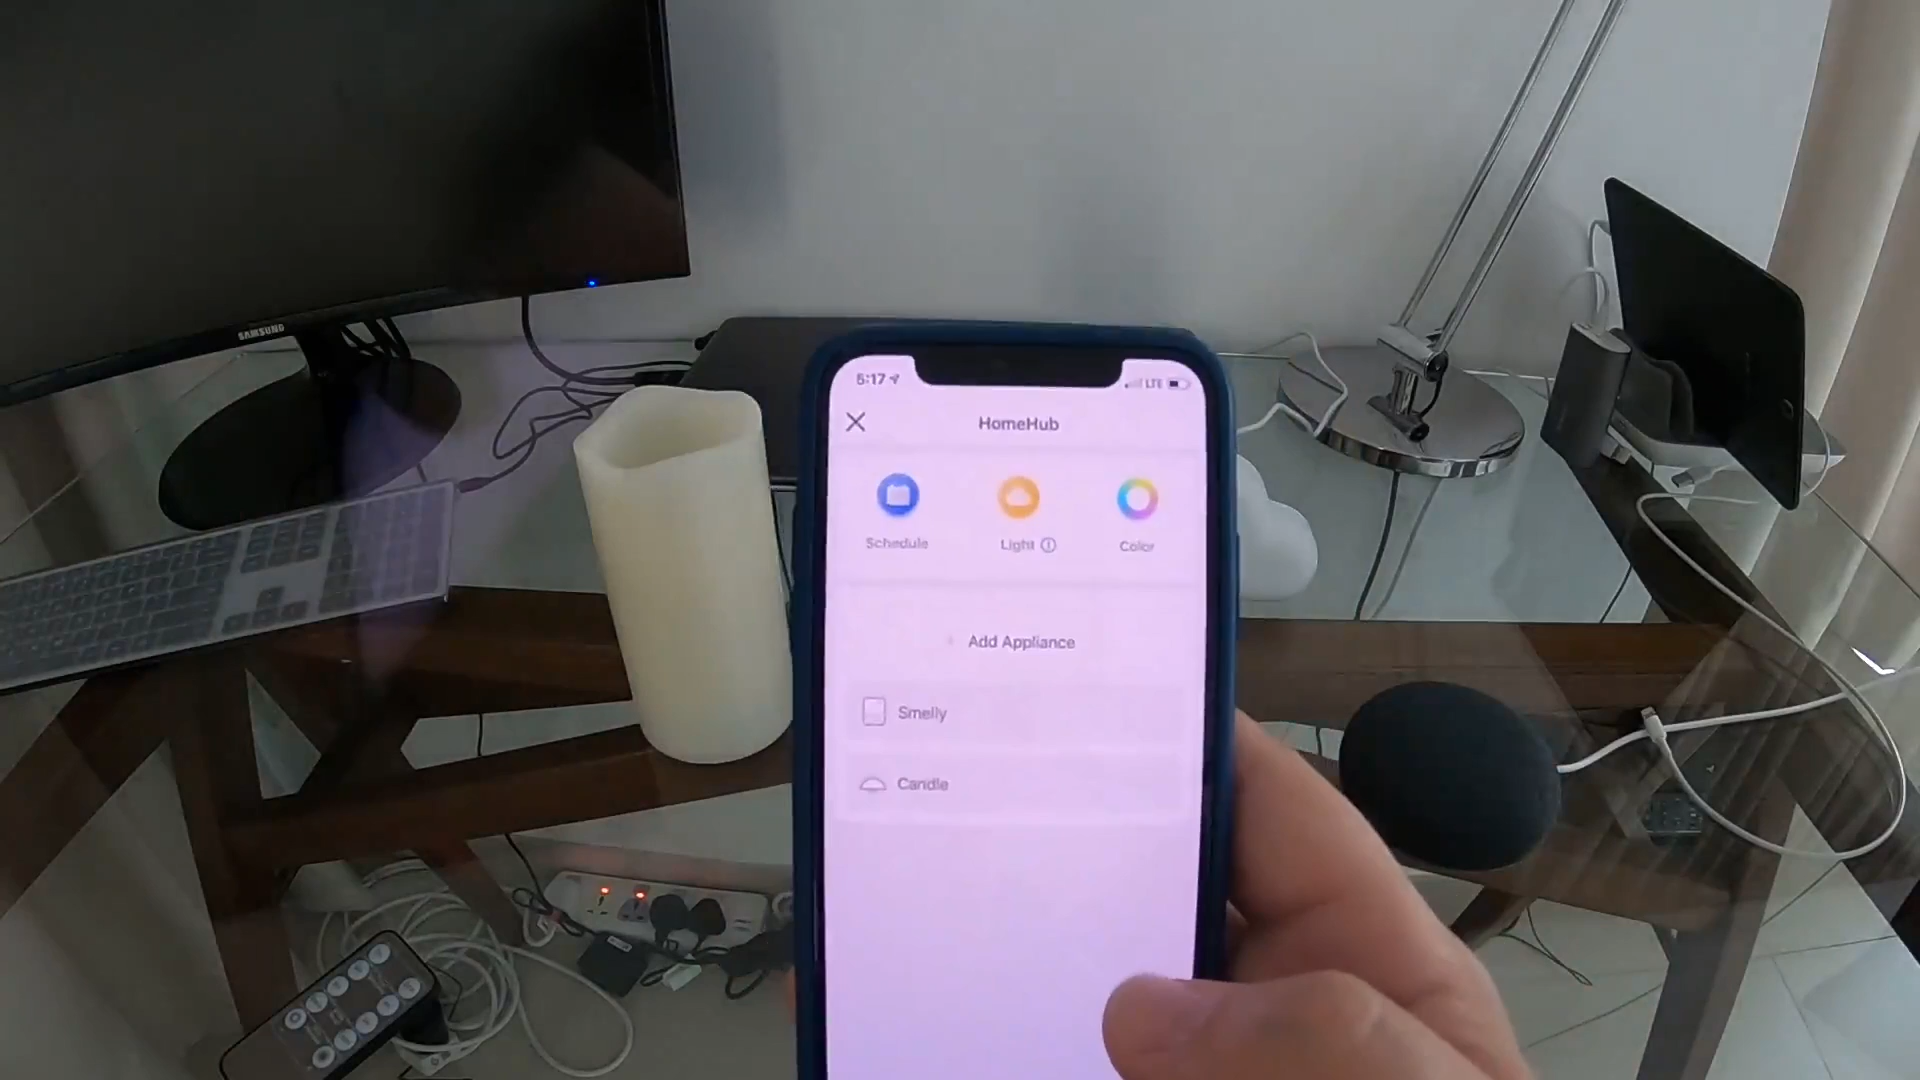 SAMSUNG
5:17
LTE
HomeHub
Schedule
Light
Color
Add Appliance
Smelly
Candle